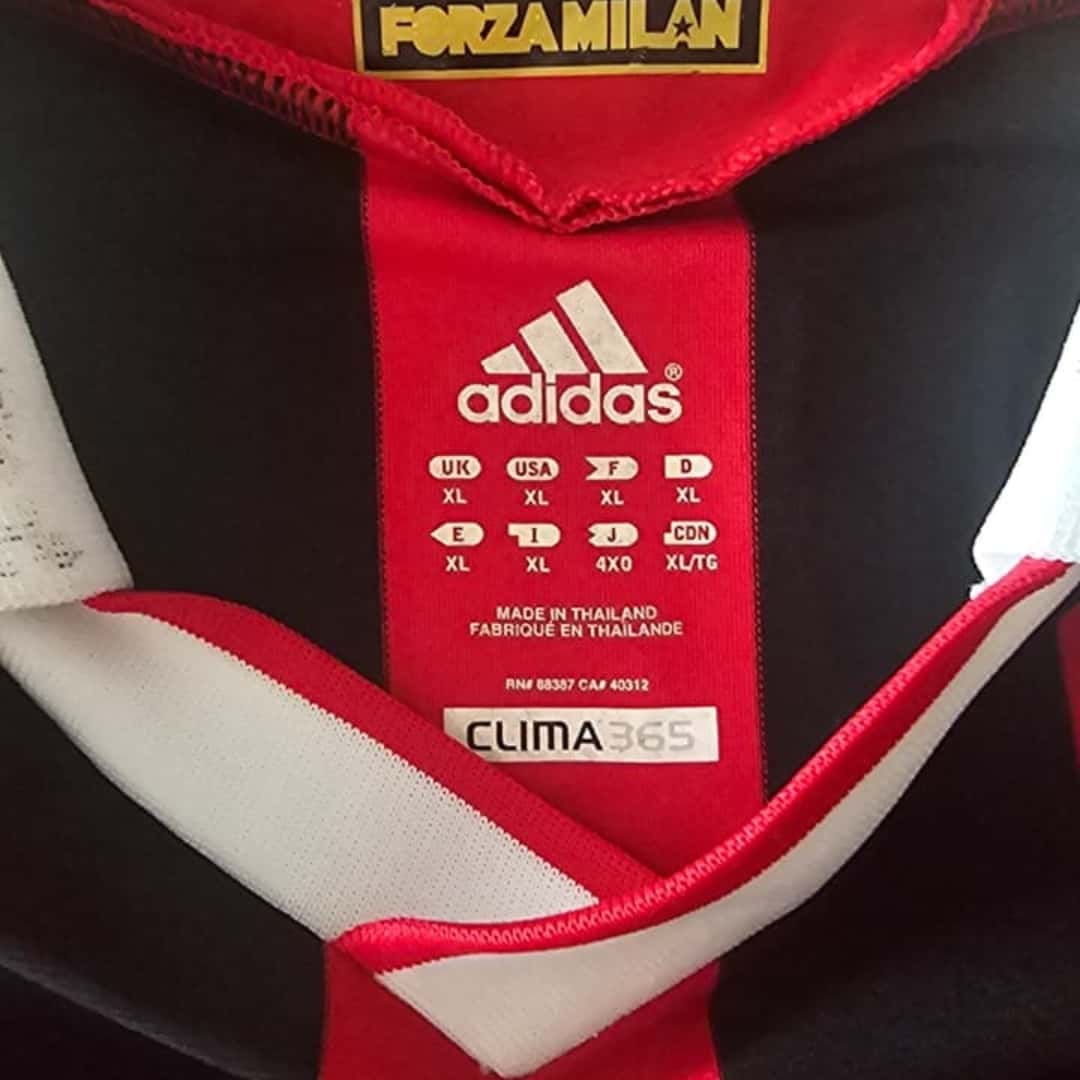 FORZA MILAN
adidas®
UK USA F D
XL XL XL XL
E I J CDN
XL XL 4XO XL/TG
MADE IN THAILAND
FABRIQUÉ EN THAÏLANDE
RN# 88387 CA# 40312
CLIMA365